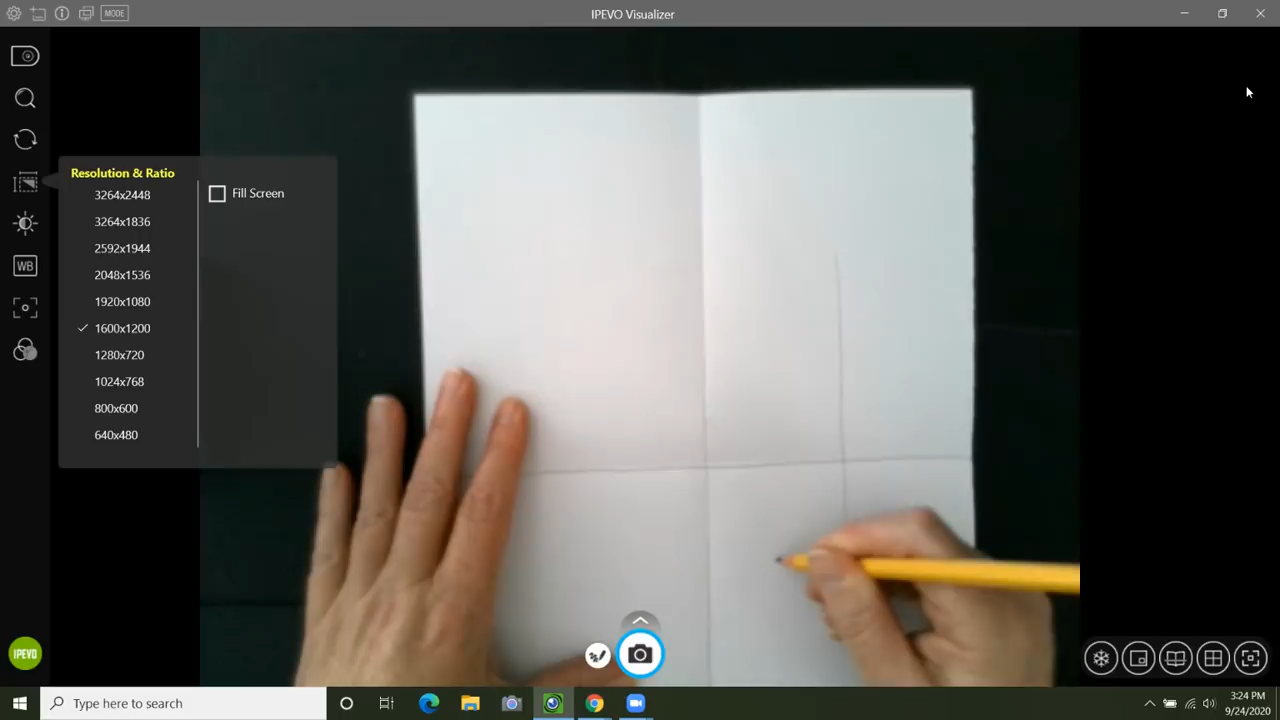 MODE
IPEVO Visualizer
Resolution & Ratio
3264x2448
Fill Screen
3264x1836
2592x1944
2048x1536
1920x1080
1600x1200
1280x720
1024x768
800x600
640x480
WB
IPEVO
Type here to search
3:24 PM
9/24/2020